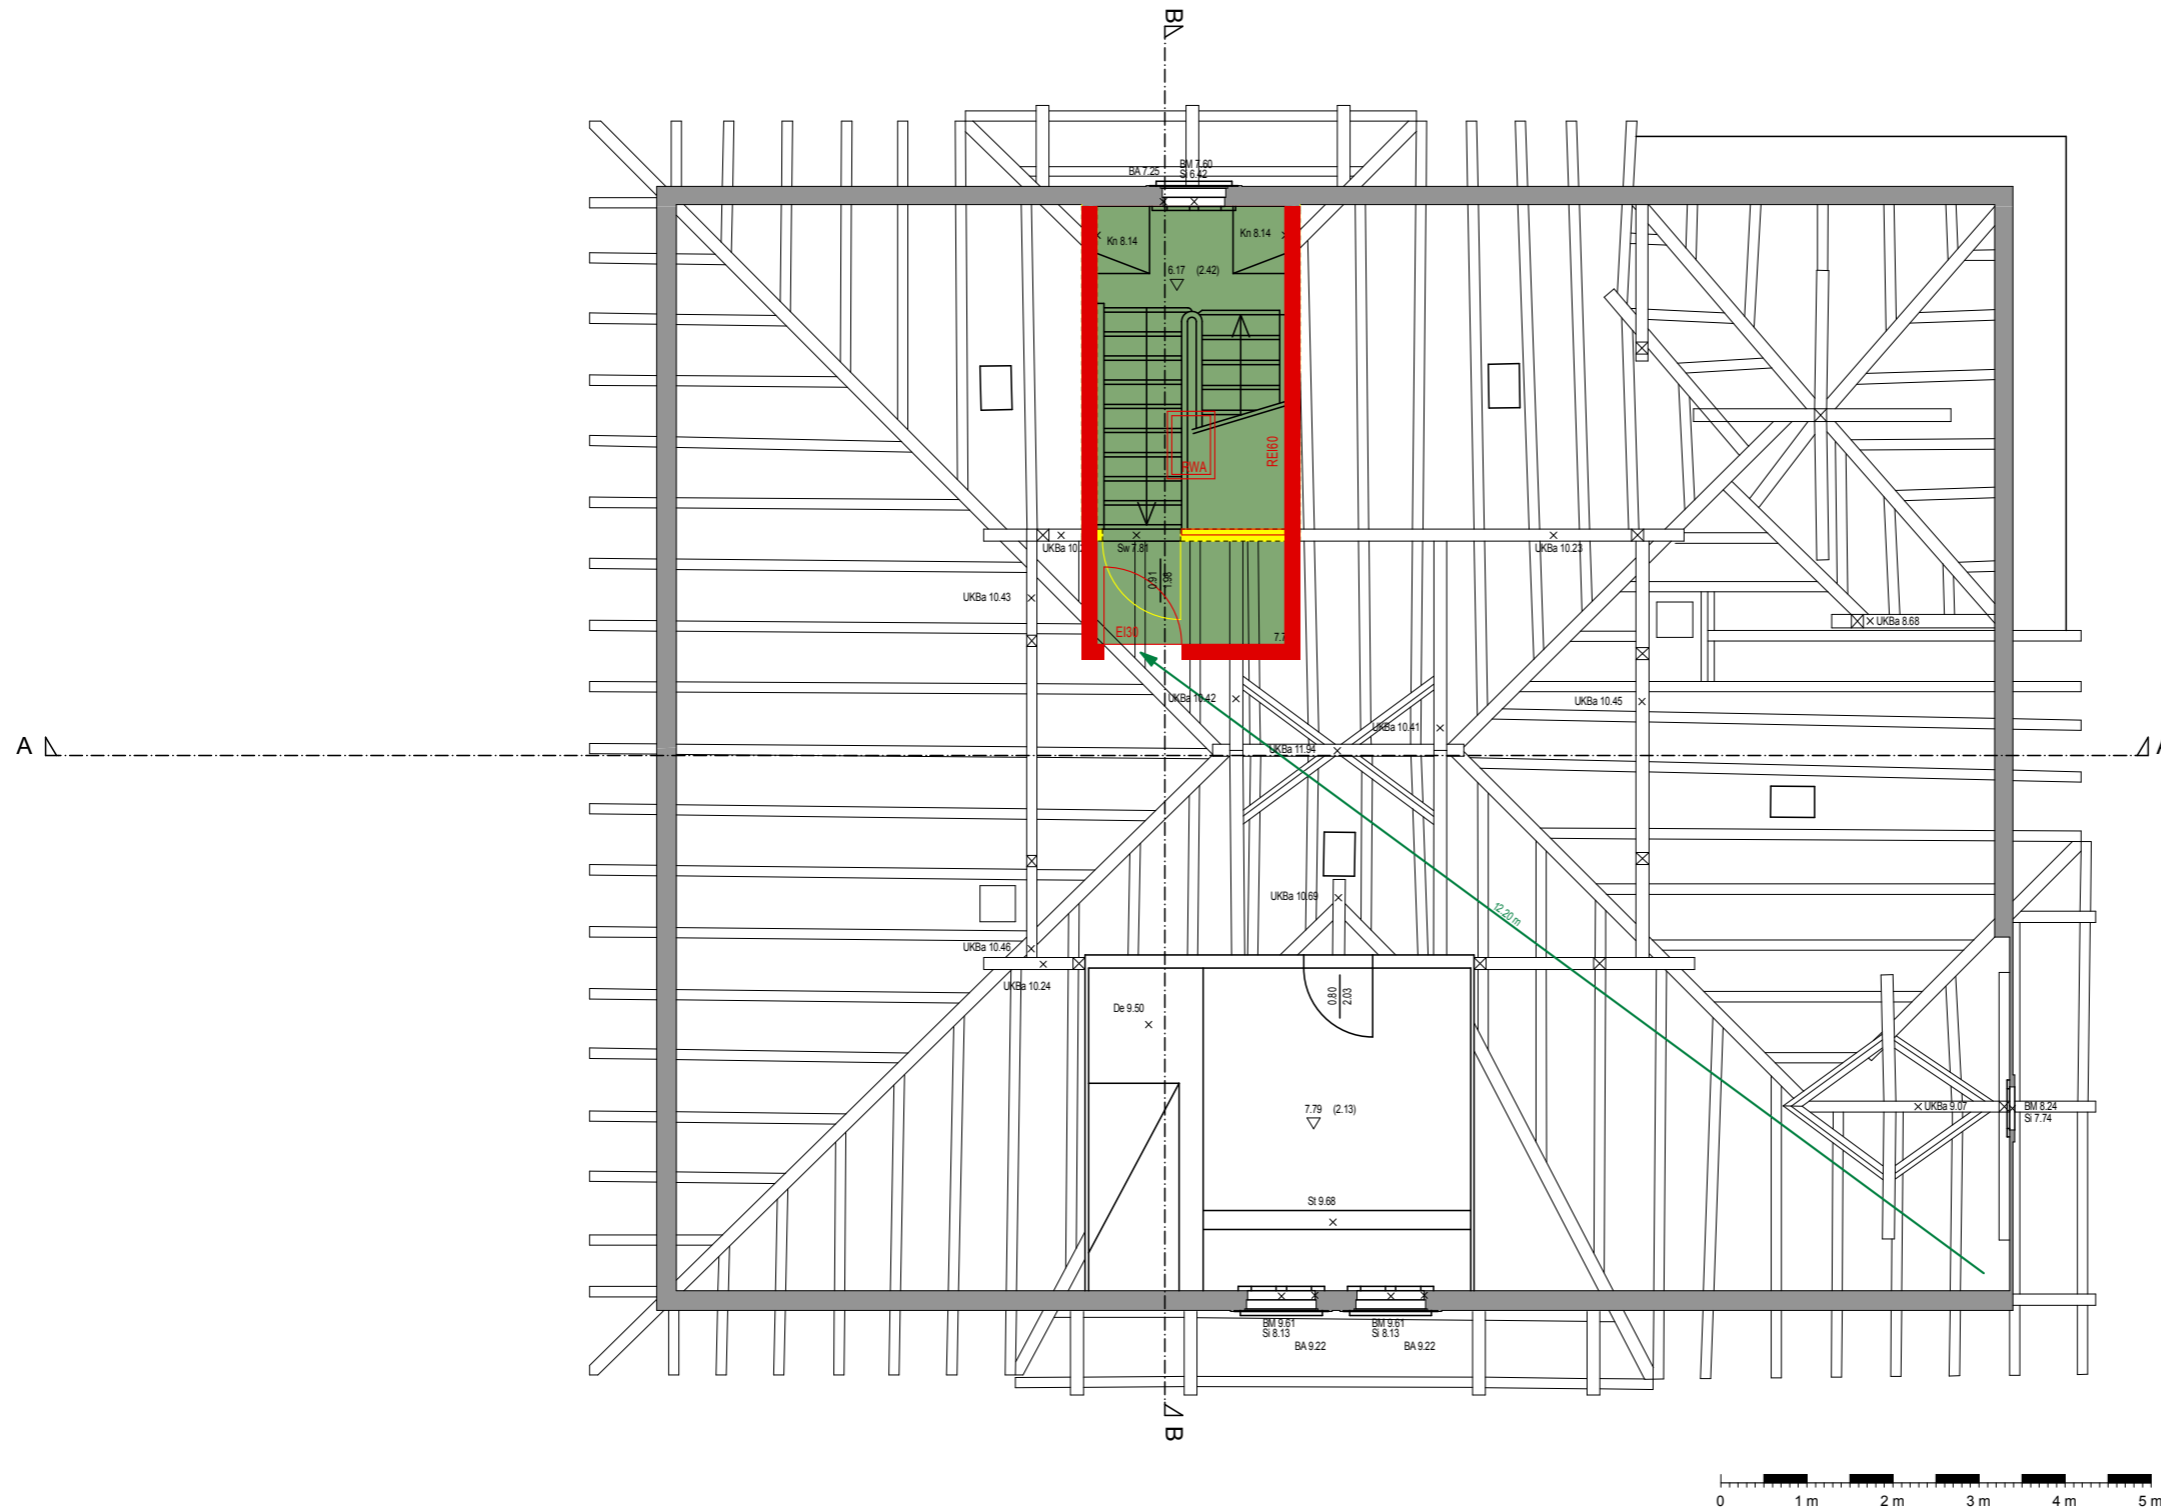 B
BM 7.60
BA 7.25
Si 6.42
Kn 8.14
Kn 8.14
6.17 (2.42)
RWA
REI60
UKBa 10.
Sw 7.81
UKBa 10.23
0.91
1.98
UKBa 10.43
UKBa 8.68
EI30
7.7
UKBa 10.42
UKBa 10.45
UKBa 10.41
A
UKBa 11.94
A
UKBa 10.69
12.20 m
UKBa 10.46
UKBa 10.24
0.80
2.03
De 9.50
7.79 (2.13)
UKBa 9.07
BM 8.24
Si 7.74
St 9.68
BM 9.61
Si 8.13
BA 9.22
BM 9.61
Si 8.13
BA 9.22
B
0 1 m 2 m 3 m 4 m 5 m